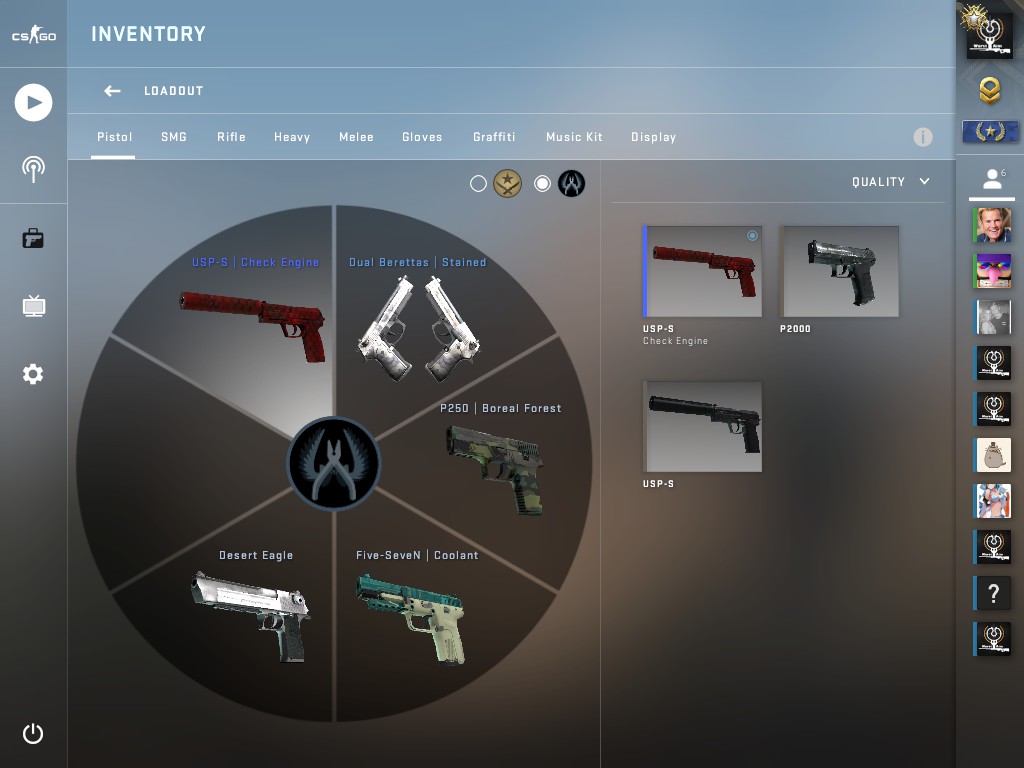 CS GO
INVENTORY
LOADOUT
Pistol SMG Rifle Heavy Melee Gloves Graffiti Music Kit Display
i
QUALITY
6
USP-S | Check Engine
Dual Berettas | Stained
P250 | Boreal Forest
Desert Eagle
Five-SeveN | Coolant
USP-S
Check Engine
P2000
USP-S
?